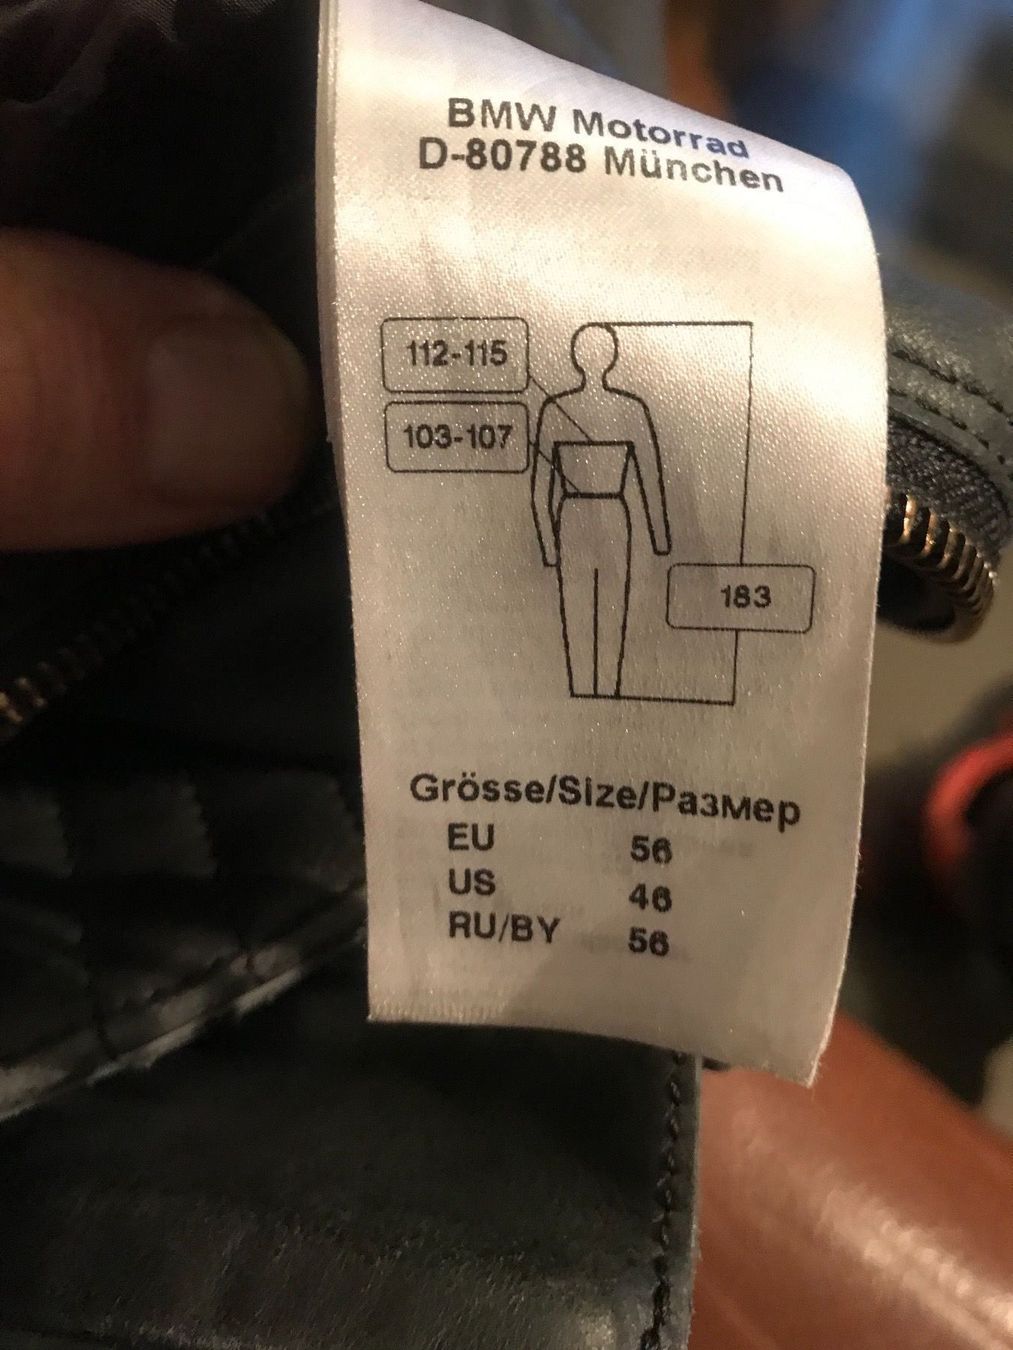 BMW Motorrad
D-80788 München
112-115
103-107
183
Grösse/Size/Размер
EU 56
US 46
RU/BY 56